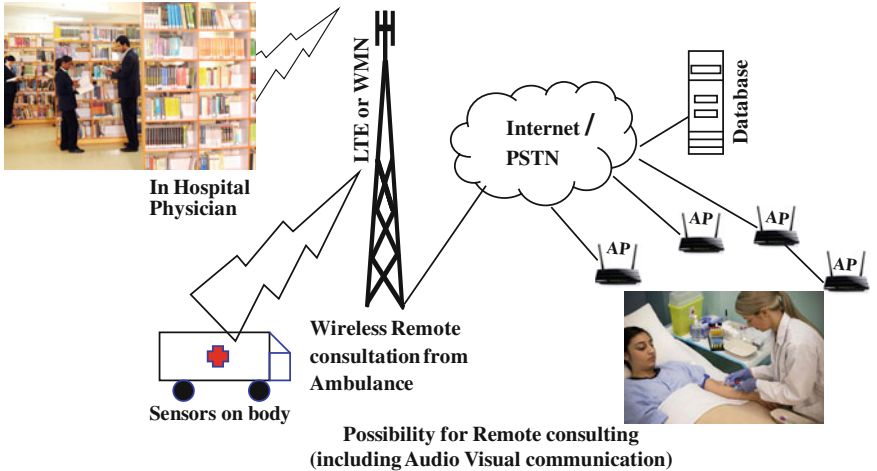 LTE or WMN
Internet /
PSTN
Database
In Hospital
Physician
AP
AP
AP
AP
Wireless Remote
consultation from
Ambulance
Sensors on body
Possibility for Remote consulting
(including Audio Visual communication)